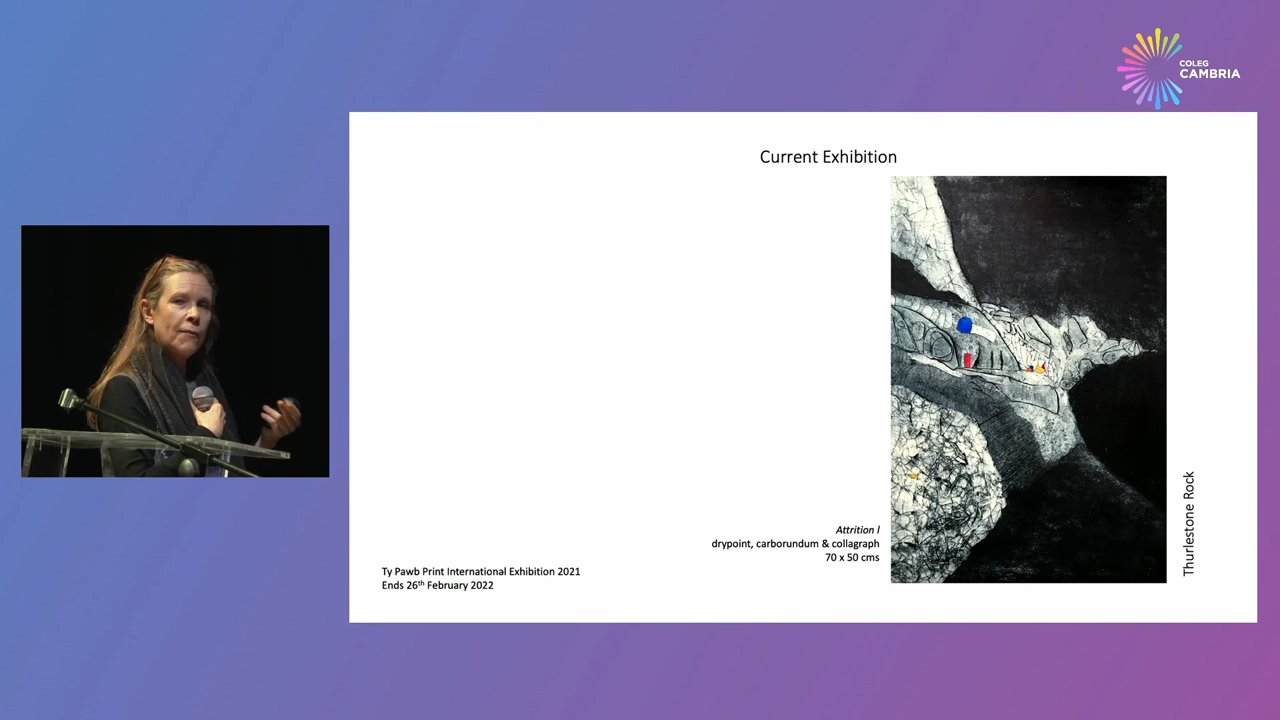 COLEG
CAMBRIA
Current Exhibition
Attrition l
drypoint, carborundum & collagraph
70 x 50 cms
Thurlestone Rock
Ty Pawb Print International Exhibition 2021
Ends 26th February 2022